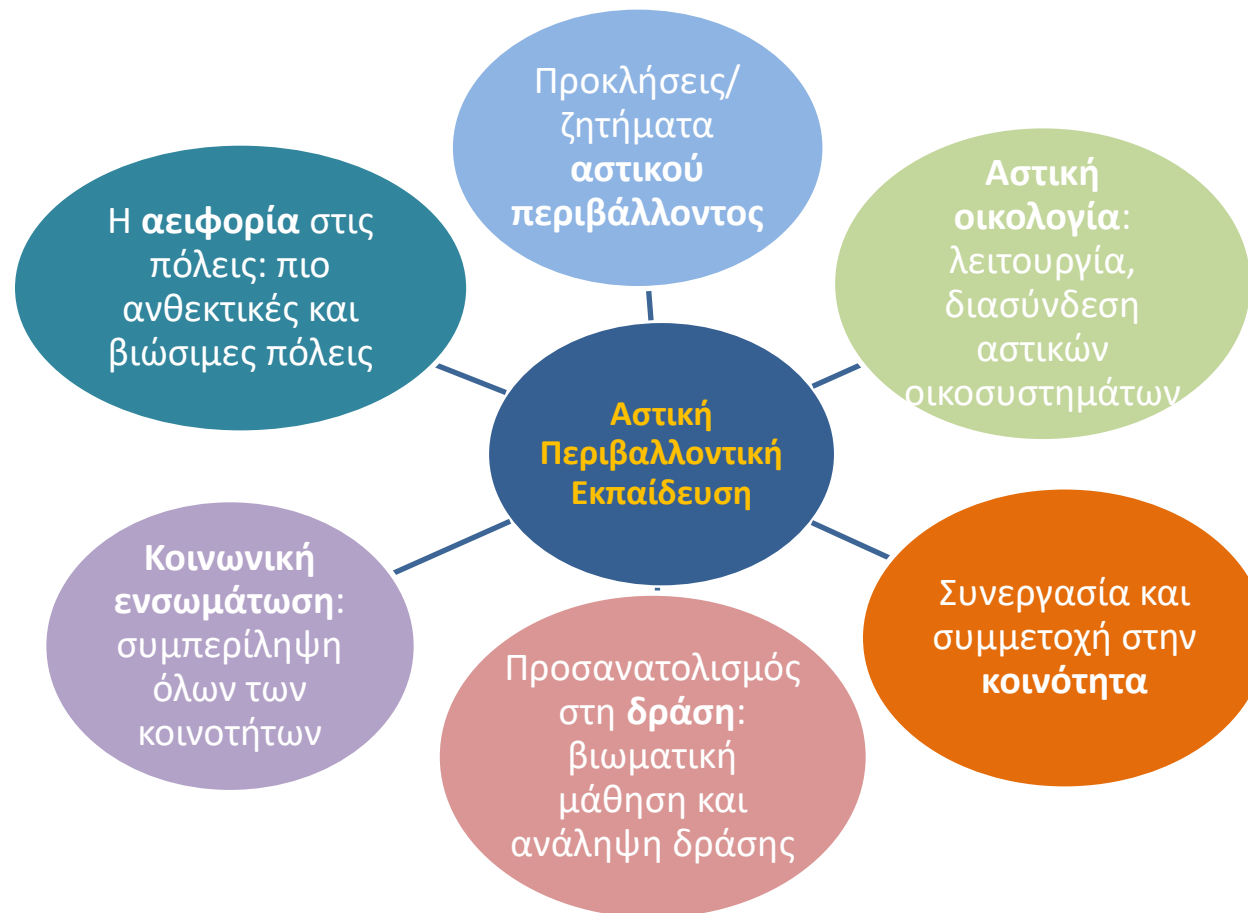 Προκλήσεις/
ζητήματα
αστικού
περιβάλλοντος
Αστική
οικολογία:
λειτουργία,
διασύνδεση
αστικών
οικοσυστημάτων
Συνεργασία και
συμμετοχή στην
κοινότητα
Προσανατολισμός
στη δράση:
βιωματική
μάθηση και
ανάληψη δράσης
Κοινωνική
ενσωμάτωση:
συμπερίληψη
όλων των
κοινοτήτων
Η αειφορία στις
πόλεις: πιο
ανθεκτικές και
βιώσιμες πόλεις
Αστική
Περιβαλλοντική
Εκπαίδευση